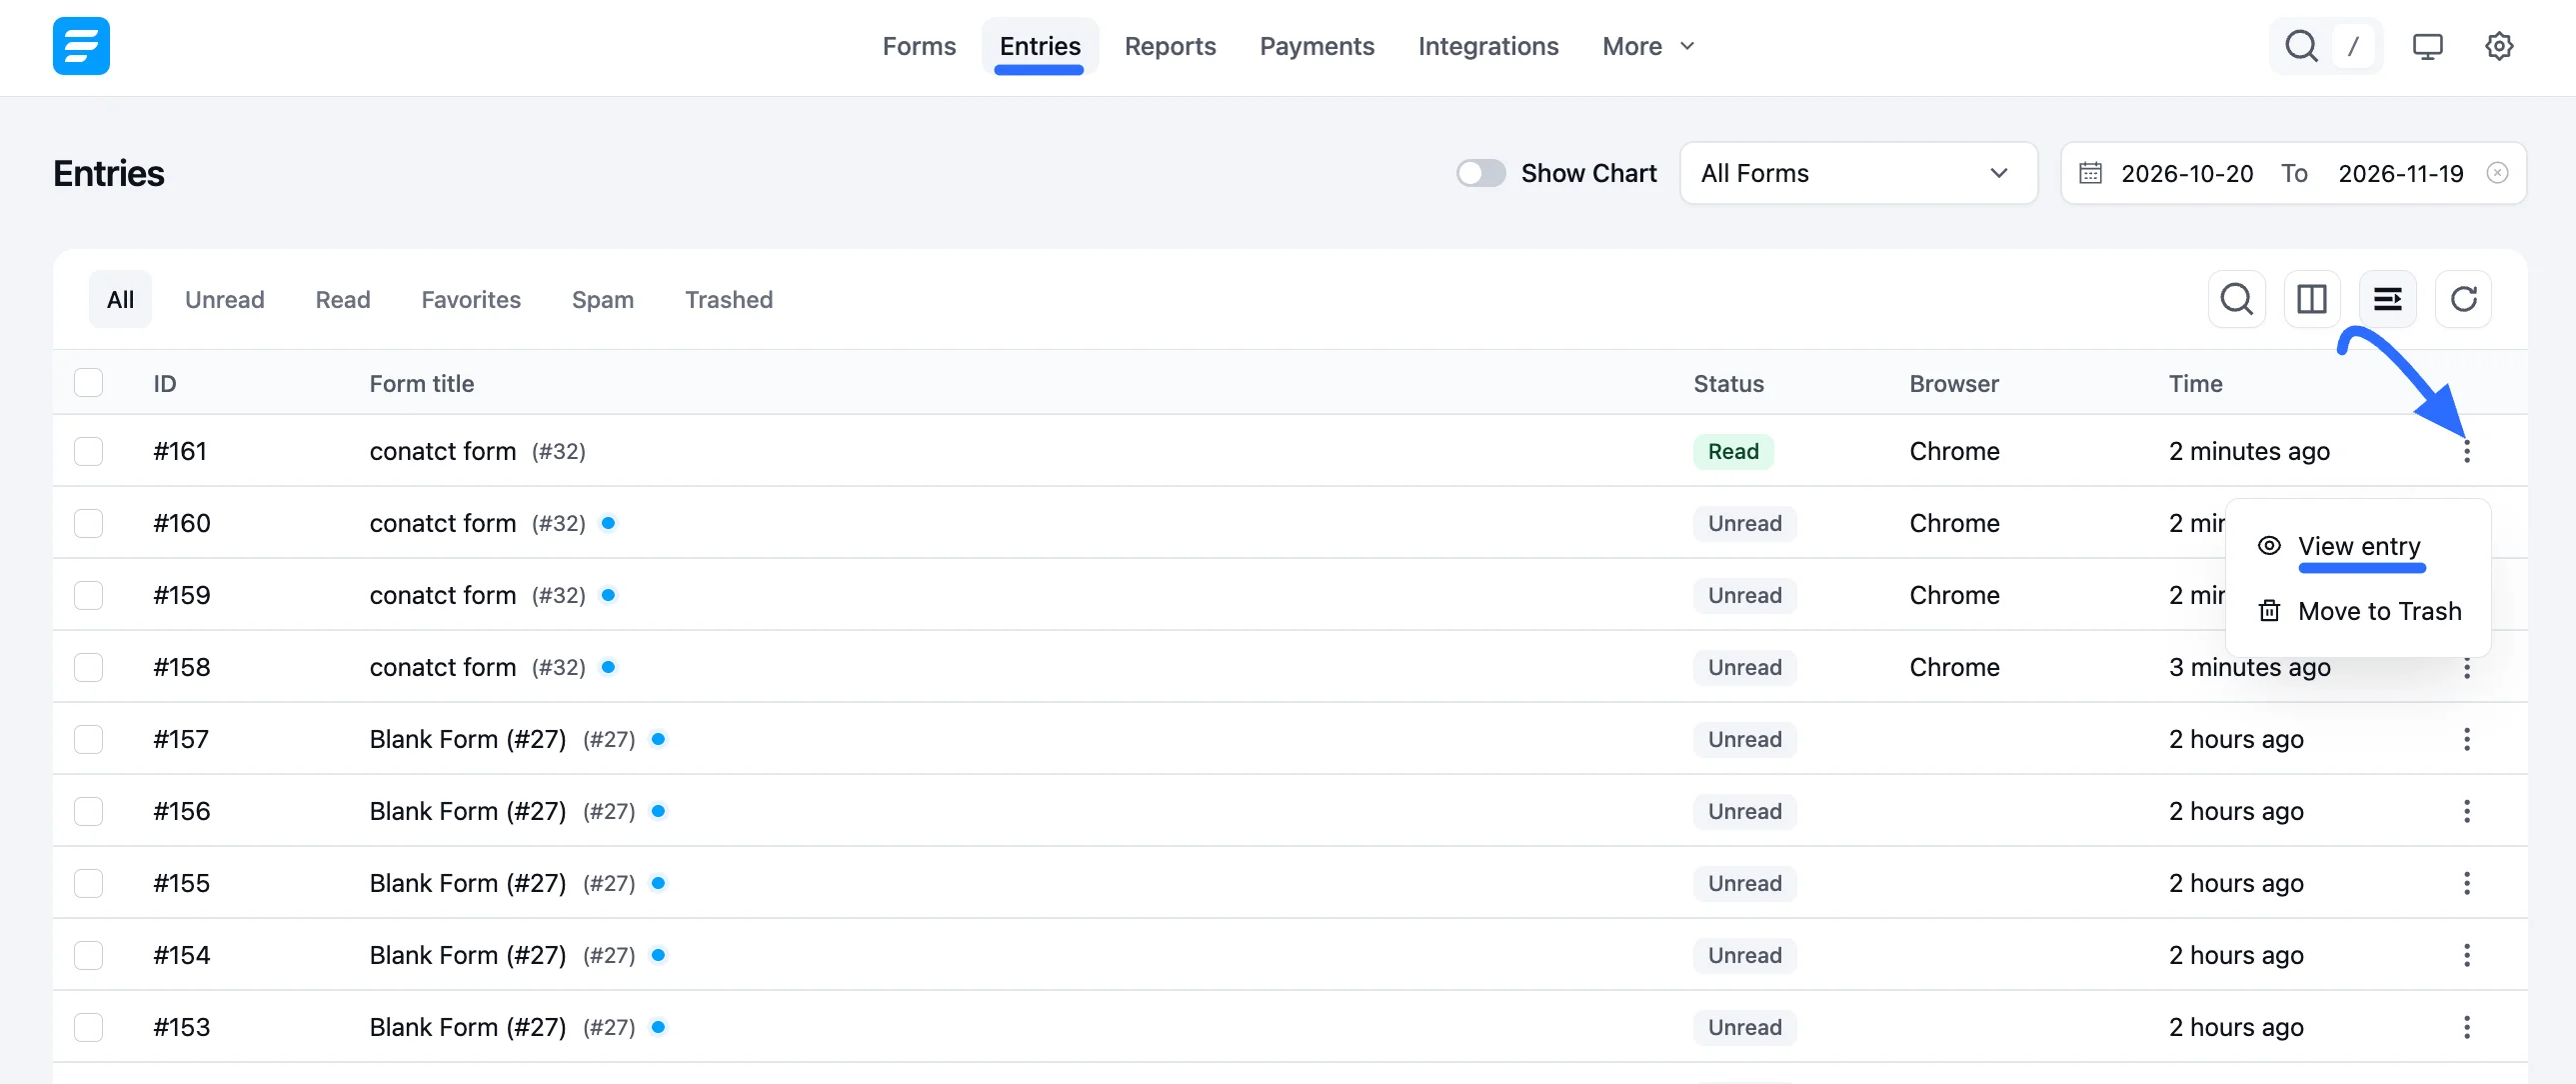 Forms Entries Reports Payments Integrations More /
Entries Show Chart All Forms 2026-10-20 To 2026-11-19
All Unread Read Favorites Spam Trashed
ID Form title Status Browser Time
#161 conatct form (#32) Read Chrome 2 minutes ago
#160 conatct form (#32) Unread Chrome 2
View entry
#159 conatct form (#32) Unread Chrome 2
Move to Trash
#158 conatct form (#32) Unread Chrome 3 minutes ago
#157 Blank Form (#27) (#27) Unread 2 hours ago
#156 Blank Form (#27) (#27) Unread 2 hours ago
#155 Blank Form (#27) (#27) Unread 2 hours ago
#154 Blank Form (#27) (#27) Unread 2 hours ago
#153 Blank Form (#27) (#27) Unread 2 hours ago